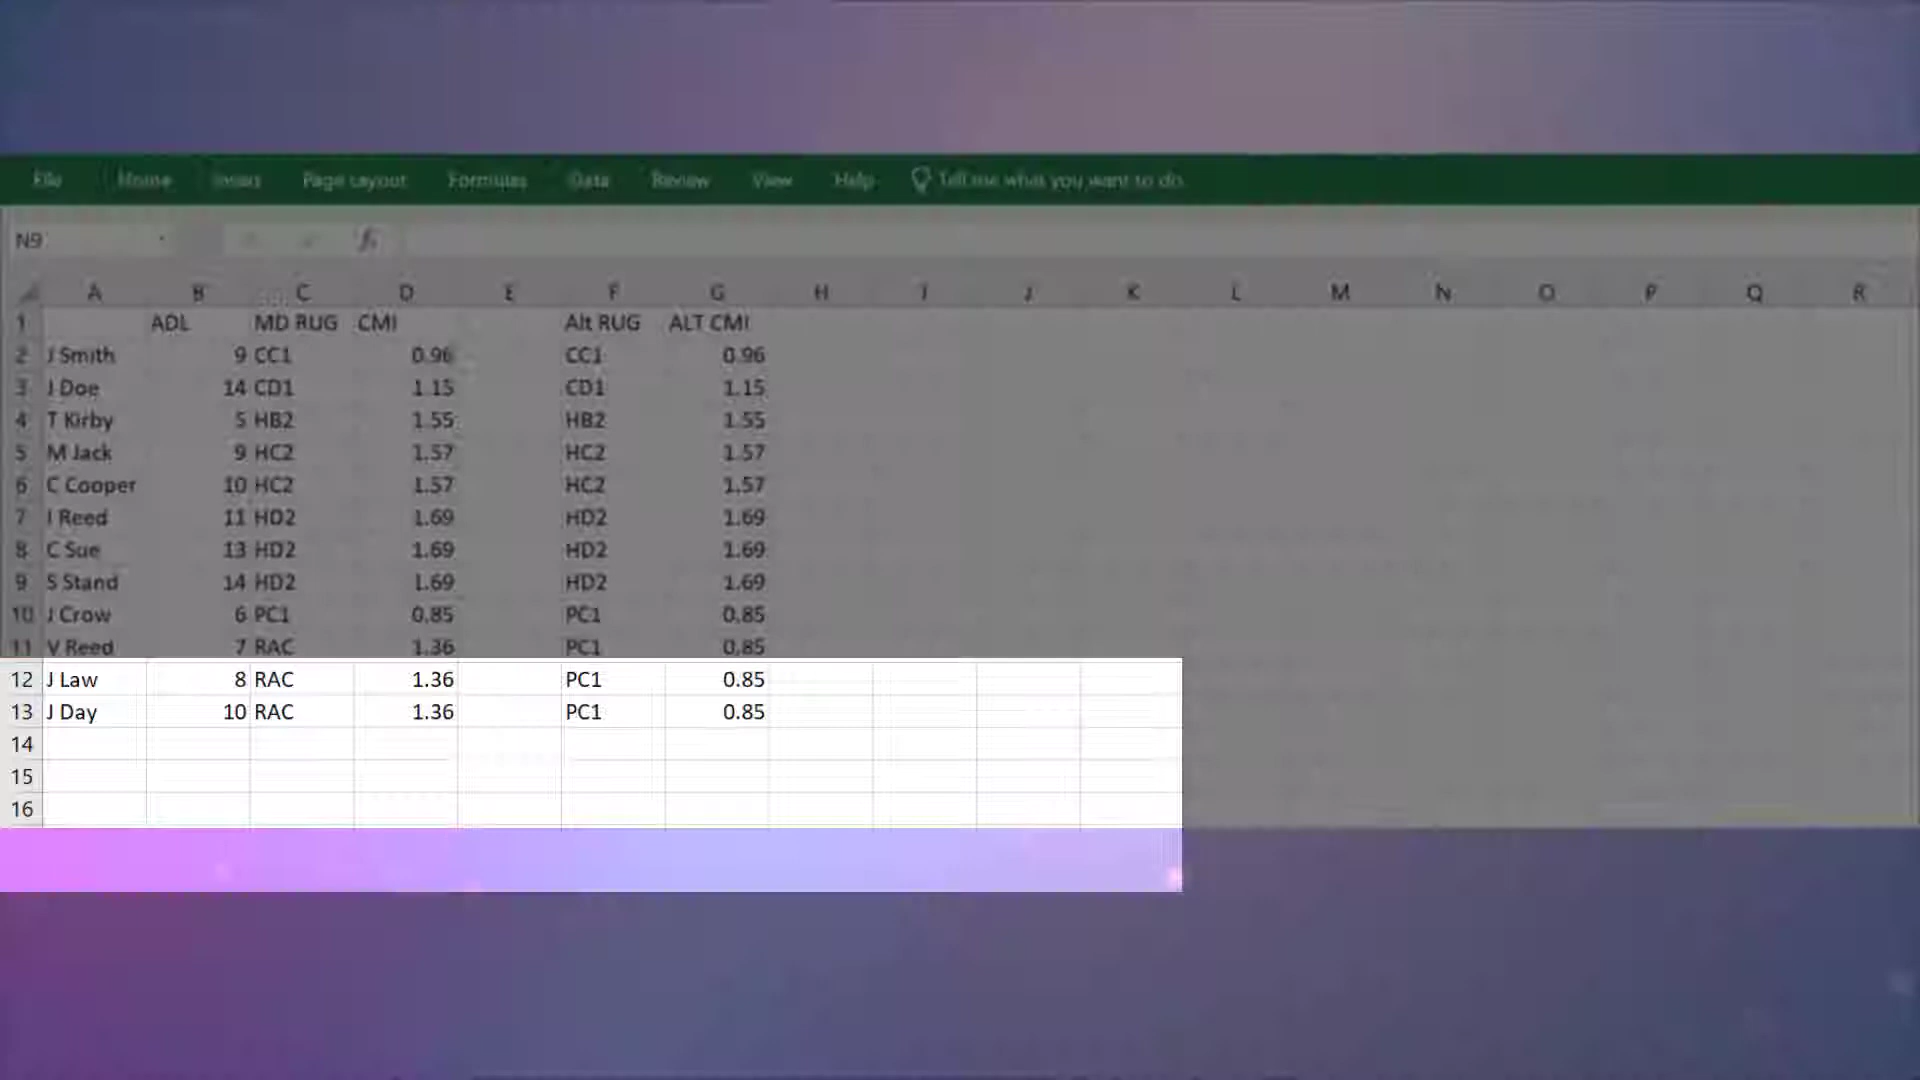 File Home Insert Page Layout Formulas Data Review View Help Tell me what you want to do
N9 fx
A B C D E F G H I J K L M N O P Q R
1 ADL MD RUG CMI Alt RUG ALT CMI
2 J Smith 9 CC1 0.96 CC1 0.96
3 J Doe 14 CD1 1.15 CD1 1.15
4 T Kirby 5 HB2 1.55 HB2 1.55
5 M Jack 9 HC2 1.57 HC2 1.57
6 C Cooper 10 HC2 1.57 HC2 1.57
7 I Reed 11 HD2 1.69 HD2 1.69
8 C Sue 13 HD2 1.69 HD2 1.69
9 S Stand 14 HD2 1.69 HD2 1.69
10 J Crow 6 PC1 0.85 PC1 0.85
11 V Reed 7 RAC 1.36 PC1 0.85
12 J Law 8 RAC 1.36 PC1 0.85
13 J Day 10 RAC 1.36 PC1 0.85
14
15
16